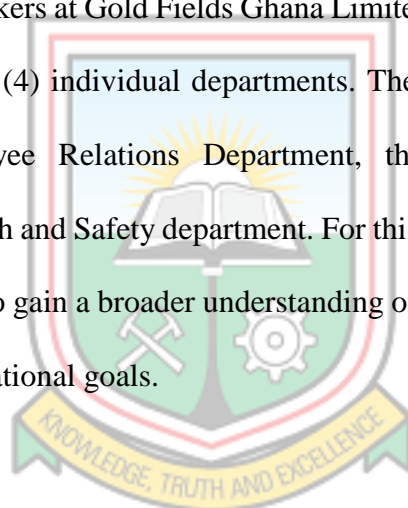 kers at Gold Fields Ghana Limite
(4) individual departments. The
yee Relations Department, th
h and Safety department. For thi
o gain a broader understanding o
ational goals.
KNOWLEDGE, TRUTH AND EXCELLENCE